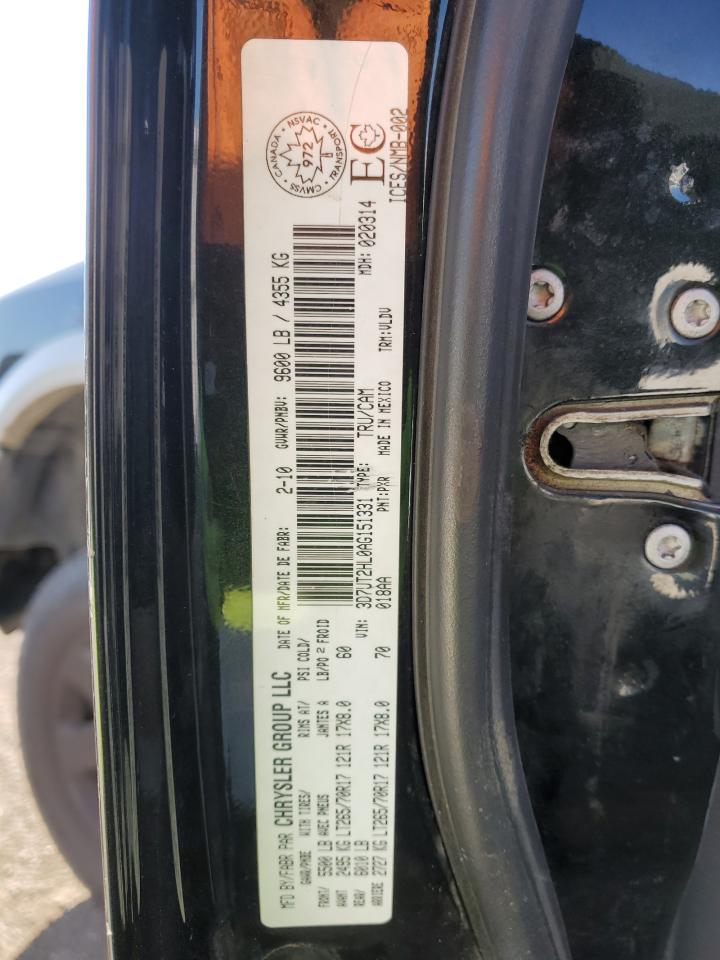 MFD BY/FABR PAR CHRYSLER GROUP LLC DATE OF MFR/DATE DE FABR: 2-10 GVWR/PNBV: 9600 LB / 4355 KG
GAWR/PNBE WITH TIRES/ RIMS AT/ PSI COLD/
FRONT/ 5500 LB AVEC PNEUS JANTES A LB/PO2 FROID
AVANT 2495 KG LT265/70R17 121R 17X8.0 60
REAR/ 6010 LB
ARRIERE 2727 KG LT265/70R17 121R 17X8.0 70
VIN: 3D7UT2HL0AG151331 TYPE: TRU/CAM MDH: 020314
018AA PNT:PXR MADE IN MEXICO TRM:VLDV
CANADA NSVAC TRANSPORT CMVSS
972
EC
ICES/NMB-002